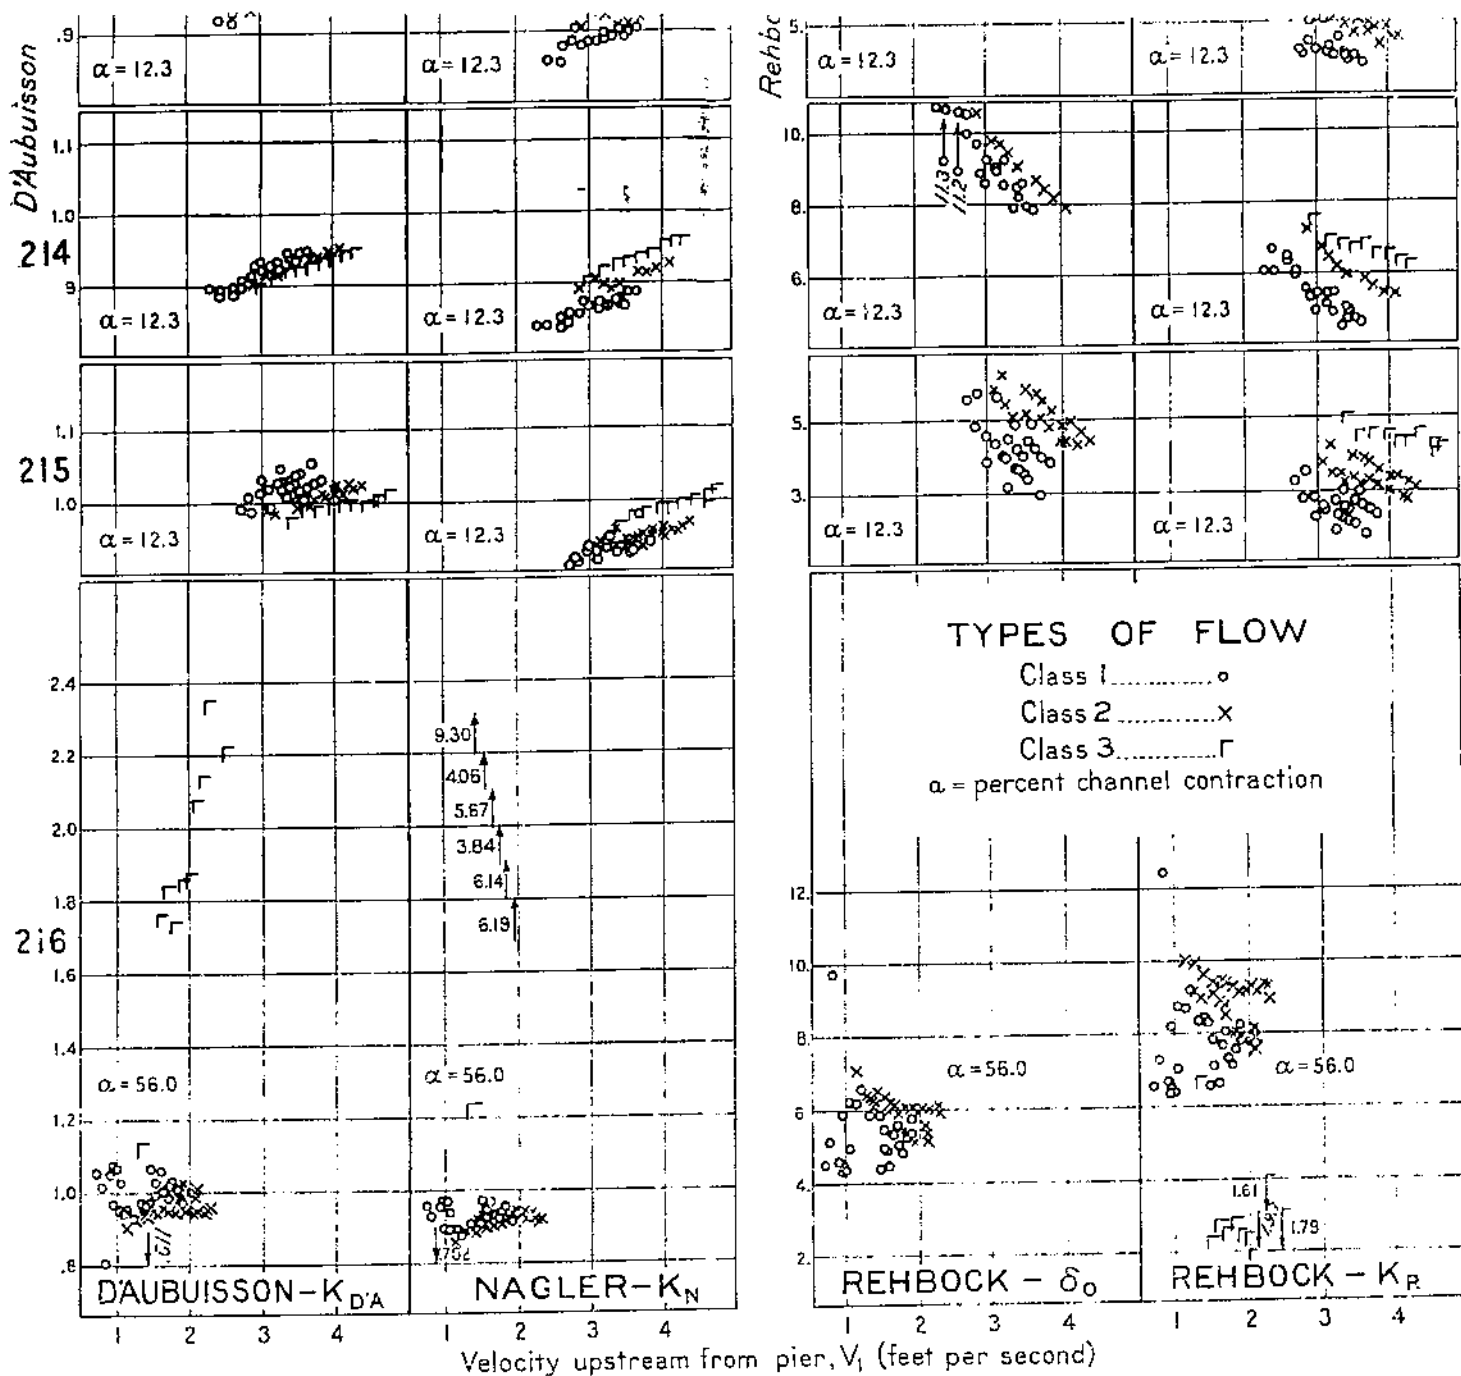 D'Aubuisson
.9
α = 12.3
α = 12.3
5.
α = 12.3
α = 12.3
214
1.1
1.0
.9
α = 12.3
α = 12.3
10.
8.
6.
11.3
11.2
α = 12.3
α = 12.3
215
1.1
1.0
α = 12.3
α = 12.3
5.
3.
α = 12.3
α = 12.3
216
2.4
2.2
2.0
1.8
1.6
1.4
1.2
1.0
.8
9.30
4.06
5.67
3.84
6.14
6.19
α = 56.0
α = 56.0
.711
.762
TYPES OF FLOW
Class 1 o
Class 2 x
Class 3 Γ
α = percent channel contraction
12.
10.
8.
6.
4.
2.
α = 56.0
α = 56.0
1.61
1.79
D'AUBUISSON-K D'A
NAGLER-K N
REHBOCK - δ o
REHBOCK - K R
1 2 3 4 1 2 3 4 1 2 3 4 1 2 3 4
Velocity upstream from pier, V₁ (feet per second)